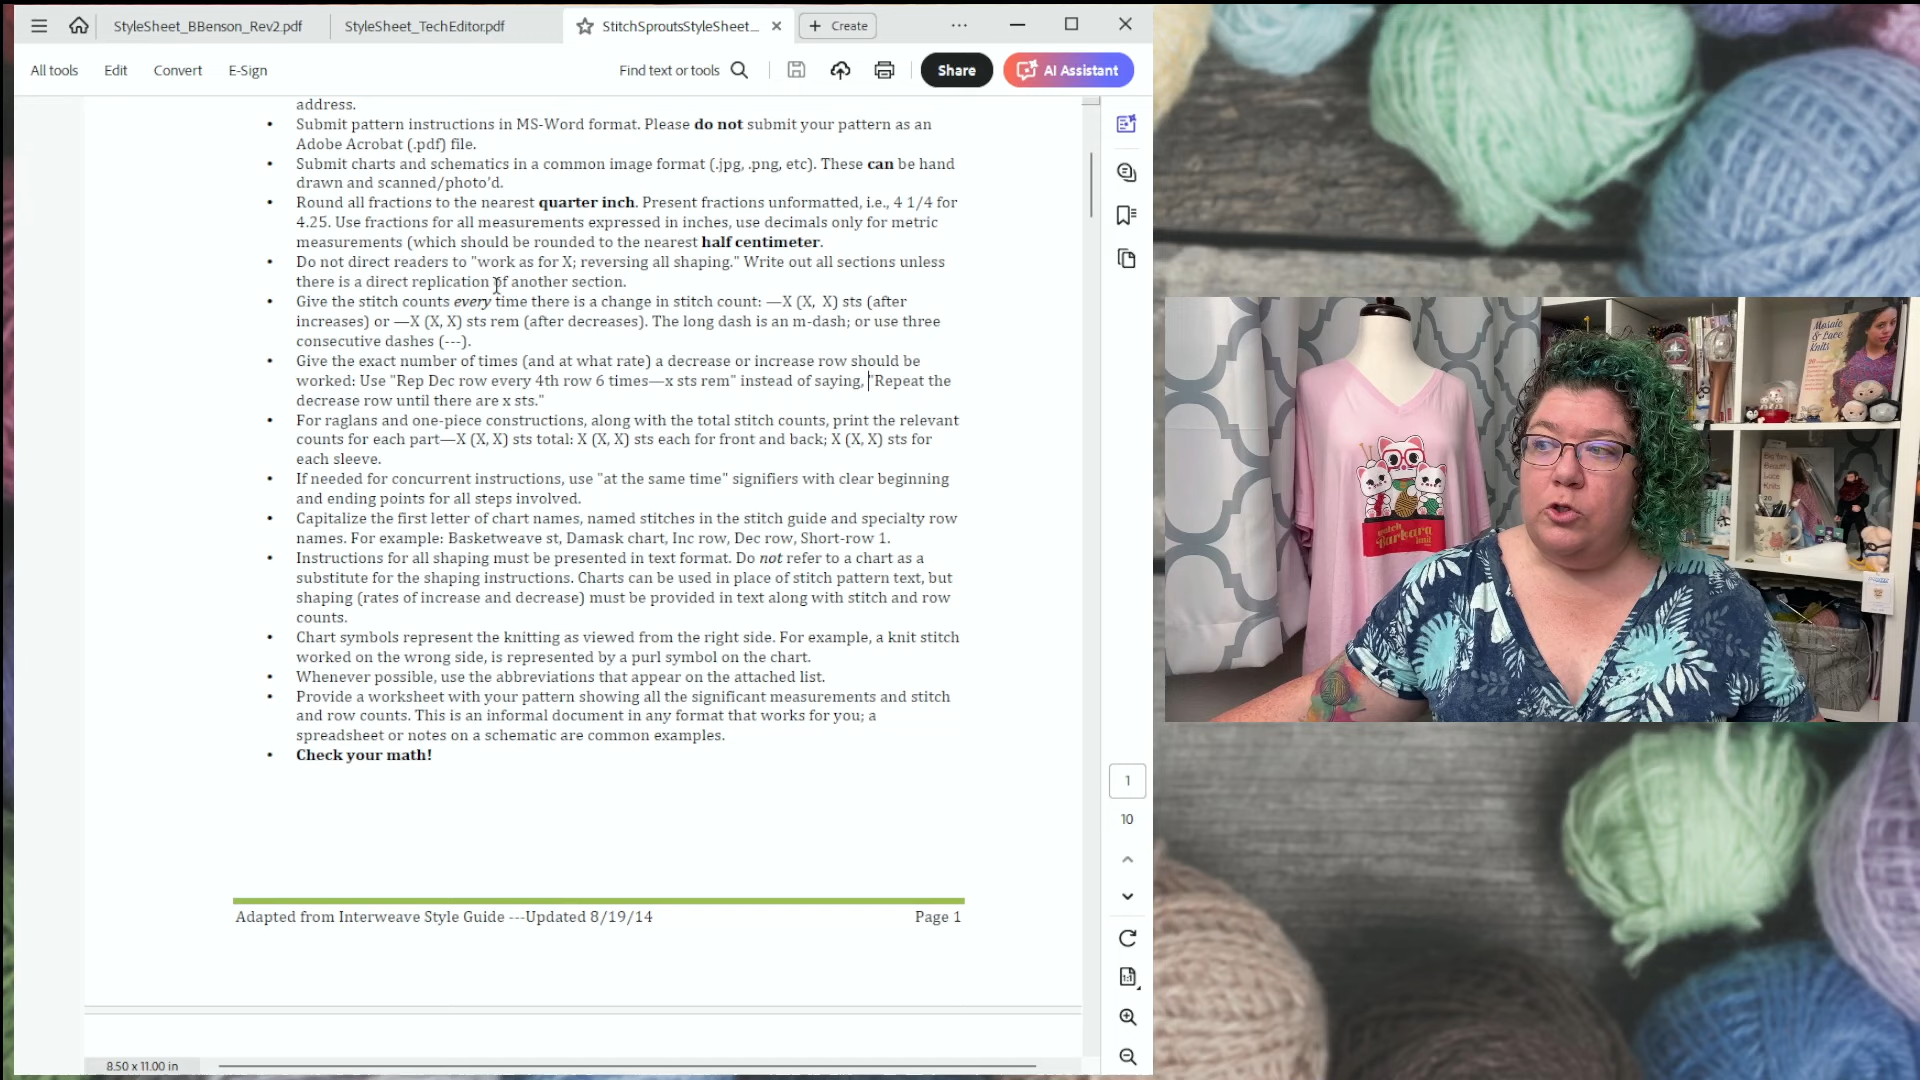 StyleSheet_BBenson_Rev2.pdf
StyleSheet_TechEditor.pdf
StitchSproutsStyleSheet_...
Create
All tools
Edit
Convert
E-Sign
Find text or tools
Share
AI Assistant
address.
• Submit pattern instructions in MS-Word format. Please do not submit your pattern as an
Adobe Acrobat (.pdf) file.
• Submit charts and schematics in a common image format (.jpg, .png, etc). These can be hand
drawn and scanned/photo'd.
• Round all fractions to the nearest quarter inch. Present fractions unformatted, i.e., 4 1/4 for
4.25. Use fractions for all measurements expressed in inches, use decimals only for metric
measurements (which should be rounded to the nearest half centimeter.
• Do not direct readers to "work as for X; reversing all shaping." Write out all sections unless
there is a direct replication of another section.
• Give the stitch counts every time there is a change in stitch count: —X (X, X) sts (after
increases) or —X (X, X) sts rem (after decreases). The long dash is an m-dash; or use three
consecutive dashes (---).
• Give the exact number of times (and at what rate) a decrease or increase row should be
worked: Use "Rep Dec row every 4th row 6 times—x sts rem" instead of saying, "Repeat the
decrease row until there are x sts."
• For raglans and one-piece constructions, along with the total stitch counts, print the relevant
counts for each part—X (X, X) sts total: X (X, X) sts each for front and back; X (X, X) sts for
each sleeve.
• If needed for concurrent instructions, use "at the same time" signifiers with clear beginning
and ending points for all steps involved.
• Capitalize the first letter of chart names, named stitches in the stitch guide and specialty row
names. For example: Basketweave st, Damask chart, Inc row, Dec row, Short-row 1.
• Instructions for all shaping must be presented in text format. Do not refer to a chart as a
substitute for the shaping instructions. Charts can be used in place of stitch pattern text, but
shaping (rates of increase and decrease) must be provided in text along with stitch and row
counts.
• Chart symbols represent the knitting as viewed from the right side. For example, a knit stitch
worked on the wrong side, is represented by a purl symbol on the chart.
• Whenever possible, use the abbreviations that appear on the attached list.
• Provide a worksheet with your pattern showing all the significant measurements and stitch
and row counts. This is an informal document in any format that works for you; a
spreadsheet or notes on a schematic are common examples.
• Check your math!
Adapted from Interweave Style Guide ---Updated 8/19/14
Page 1
1
10
8.50 x 11.00 in
Mosaic
& Lace
Knits
watch
Barbara
knit
Lace
Knits
20